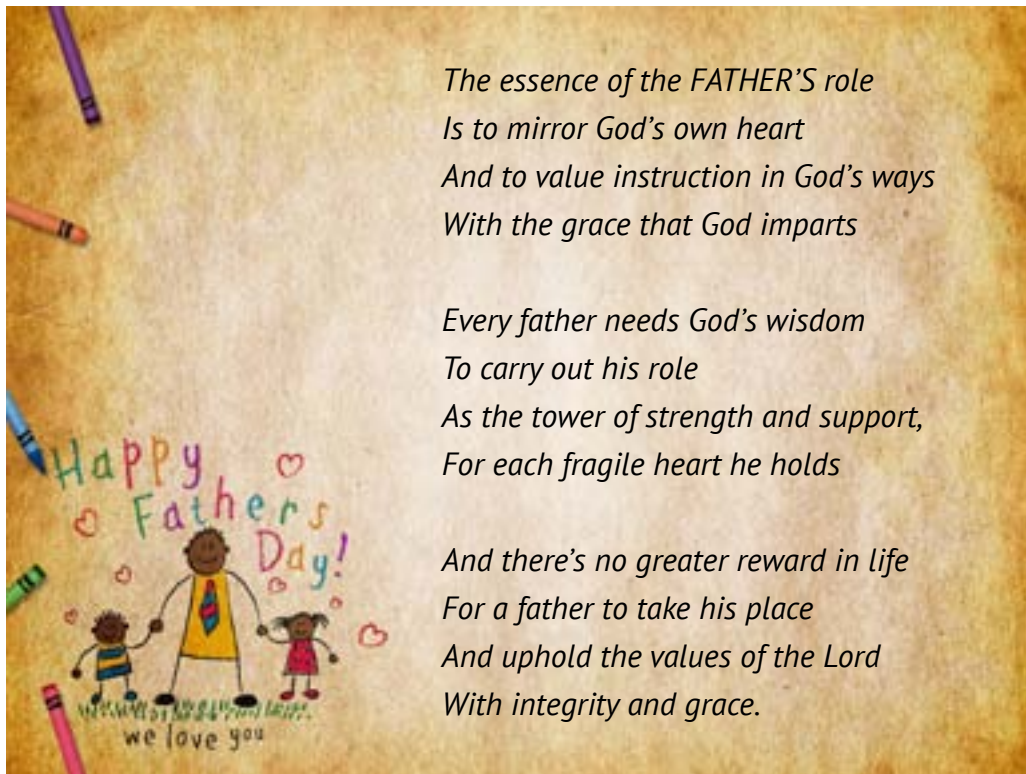 The essence of the FATHER’S role
Is to mirror God’s own heart
And to value instruction in God’s ways
With the grace that God imparts
Every father needs God’s wisdom
To carry out his role
As the tower of strength and support,
For each fragile heart he holds
And there’s no greater reward in life
For a father to take his place
And uphold the values of the Lord
With integrity and grace.
Happy
Fathers
Day!
we love you